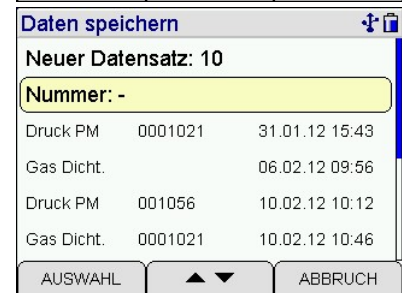 Daten speichern
Neuer Datensatz: 10
Nummer: -
Druck PM 0001021 31.01.12 15:43
Gas Dicht. 06.02.12 09:56
Druck PM 001056 10.02.12 10:12
Gas Dicht. 0001021 10.02.12 10:46
AUSWAHL ▲ ▼ ABBRUCH